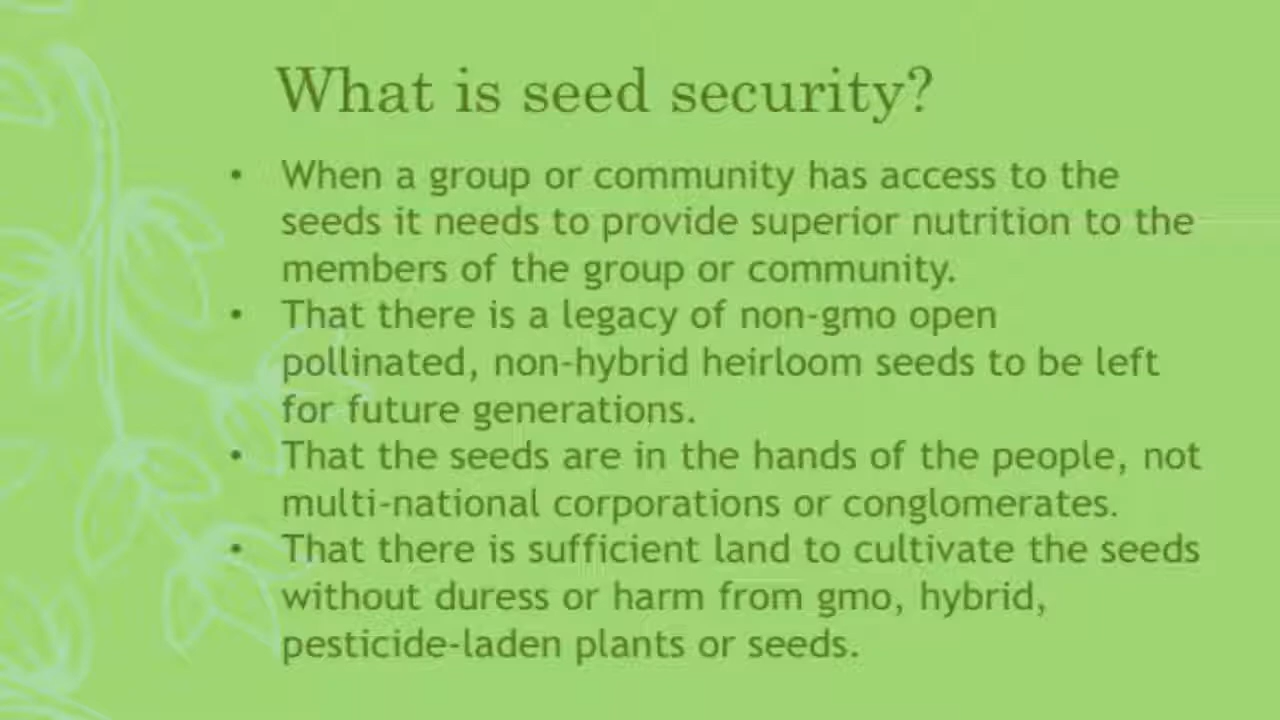 What is seed security?
• When a group or community has access to the
seeds it needs to provide superior nutrition to the
members of the group or community.
• That there is a legacy of non-gmo open
pollinated, non-hybrid heirloom seeds to be left
for future generations.
• That the seeds are in the hands of the people, not
multi-national corporations or conglomerates.
• That there is sufficient land to cultivate the seeds
without duress or harm from gmo, hybrid,
pesticide-laden plants or seeds.